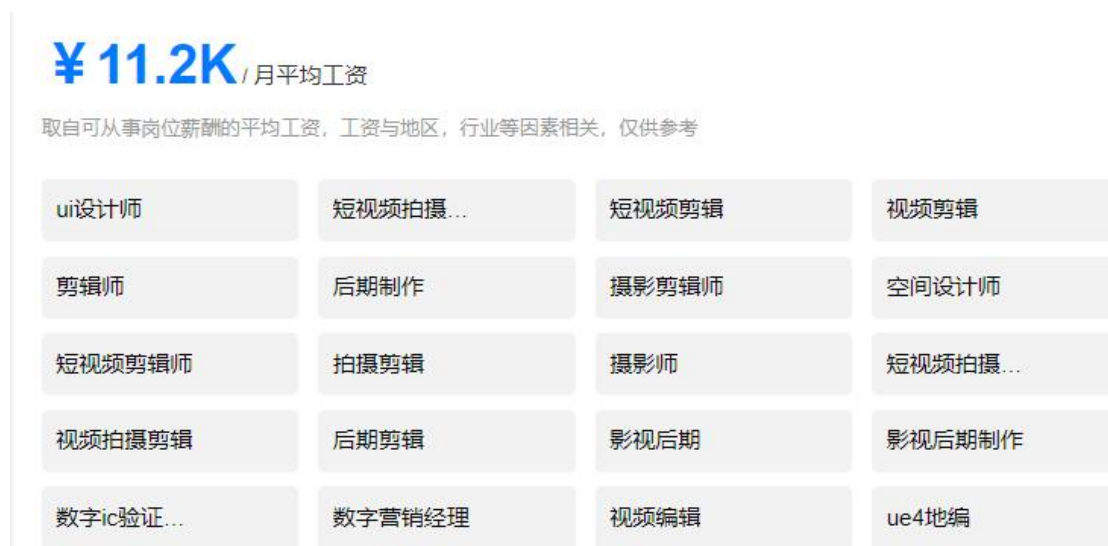 ¥ 11.2K / 月平均工资
取自可从事岗位薪酬的平均工资，工资与地区，行业等因素相关，仅供参考
ui设计师 短视频拍摄... 短视频剪辑 视频剪辑
剪辑师 后期制作 摄影剪辑师 空间设计师
短视频剪辑师 拍摄剪辑 摄影师 短视频拍摄...
视频拍摄剪辑 后期剪辑 影视后期 影视后期制作
数字ic验证... 数字营销经理 视频编辑 ue4地编